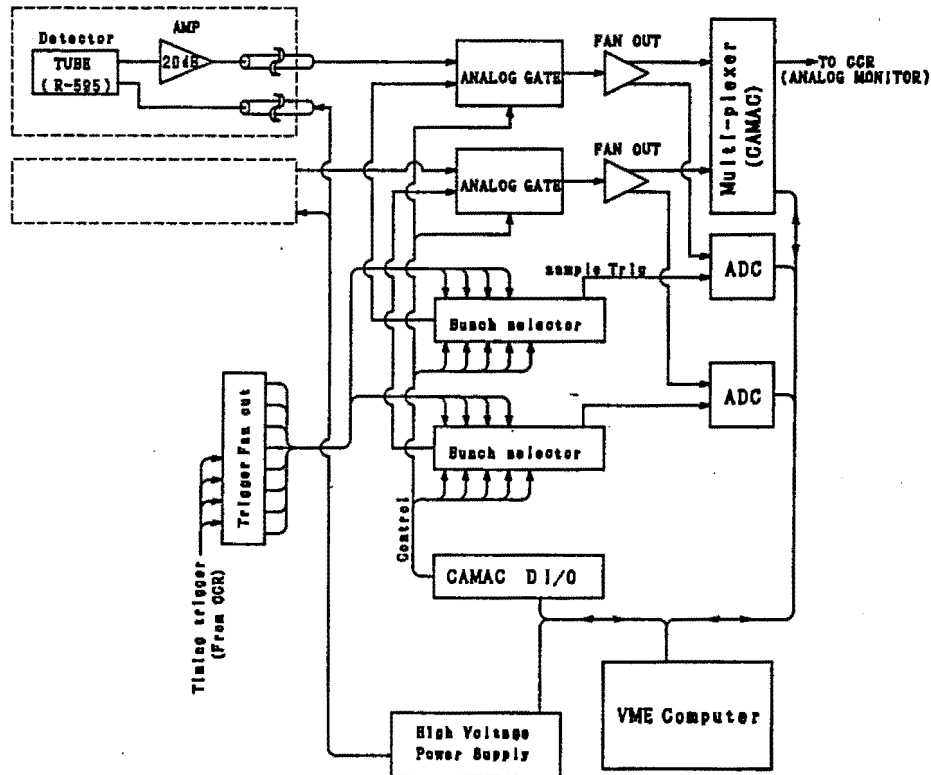 AMP
Detector
TUBE
(R-595)
20dB
ANALOG GATE
FAN OUT
Multi-plexer
(CAMAC)
TO CCR
(ANALOG MONITOR)
ANALOG GATE
FAN OUT
sample Trig
ADC
Bunch selector
ADC
Bunch selector
Trigger Fan out
Timing trigger
(From CCR)
Control
CAMAC D I/O
VME Computer
High Voltage
Power Supply